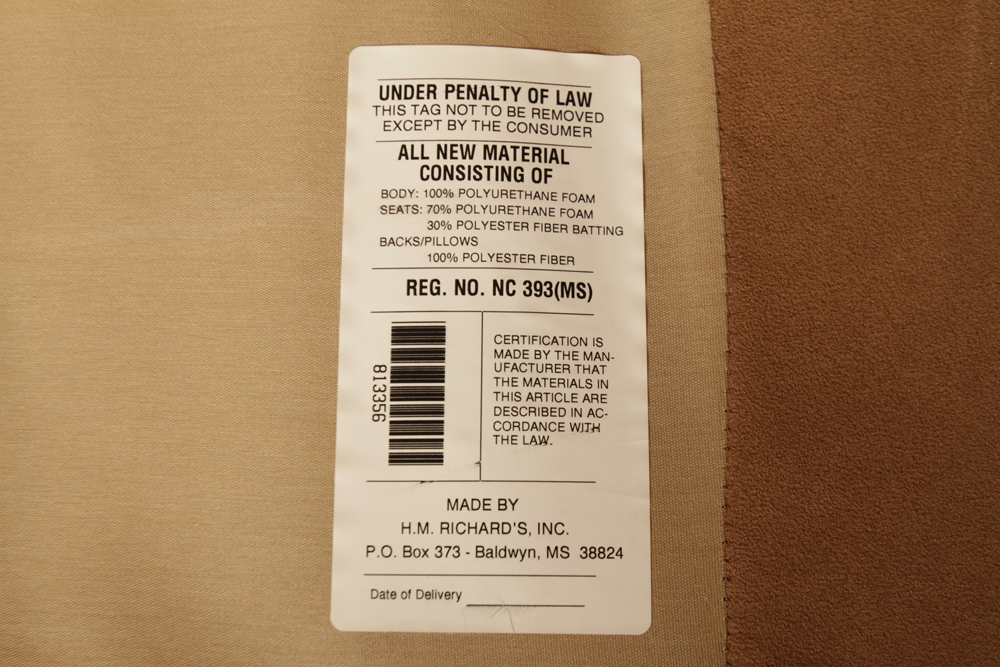 UNDER PENALTY OF LAW
THIS TAG NOT TO BE REMOVED
EXCEPT BY THE CONSUMER
ALL NEW MATERIAL
CONSISTING OF
BODY: 100% POLYURETHANE FOAM
SEATS: 70% POLYURETHANE FOAM
30% POLYESTER FIBER BATTING
BACKS/PILLOWS
100% POLYESTER FIBER
REG. NO. NC 393(MS)
813356
CERTIFICATION IS
MADE BY THE MAN-
UFACTURER THAT
THE MATERIALS IN
THIS ARTICLE ARE
DESCRIBED IN AC-
CORDANCE WITH
THE LAW.
MADE BY
H.M. RICHARD'S, INC.
P.O. Box 373 - Baldwyn, MS 38824
Date of Delivery